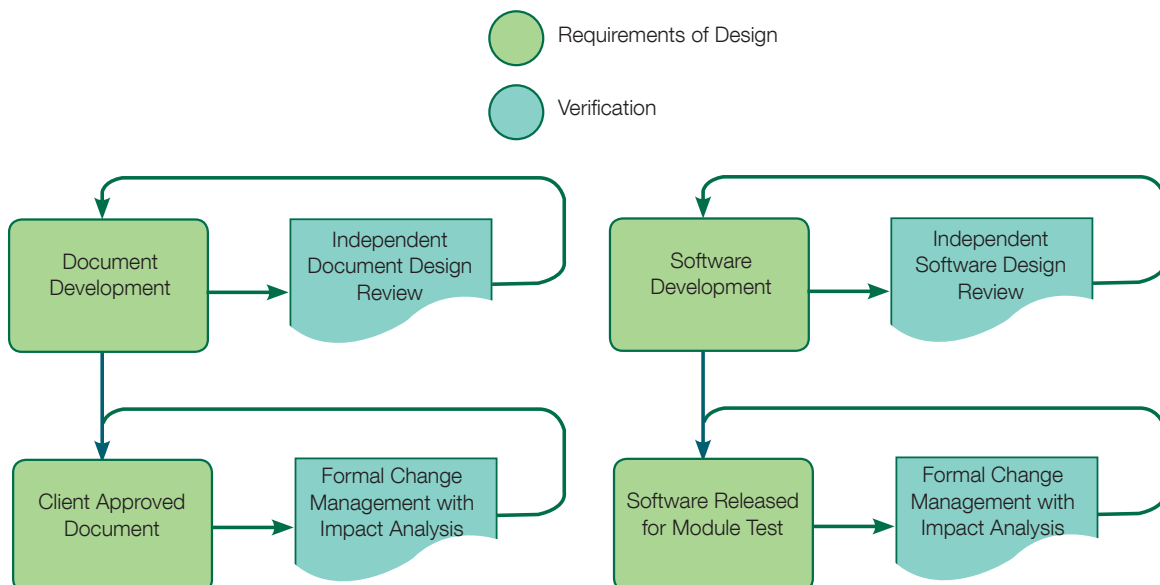 Requirements of Design
Verification
Document
Development
Independent
Document Design
Review
Software
Development
Independent
Software Design
Review
Client Approved
Document
Formal Change
Management with
Impact Analysis
Software Released
for Module Test
Formal Change
Management with
Impact Analysis